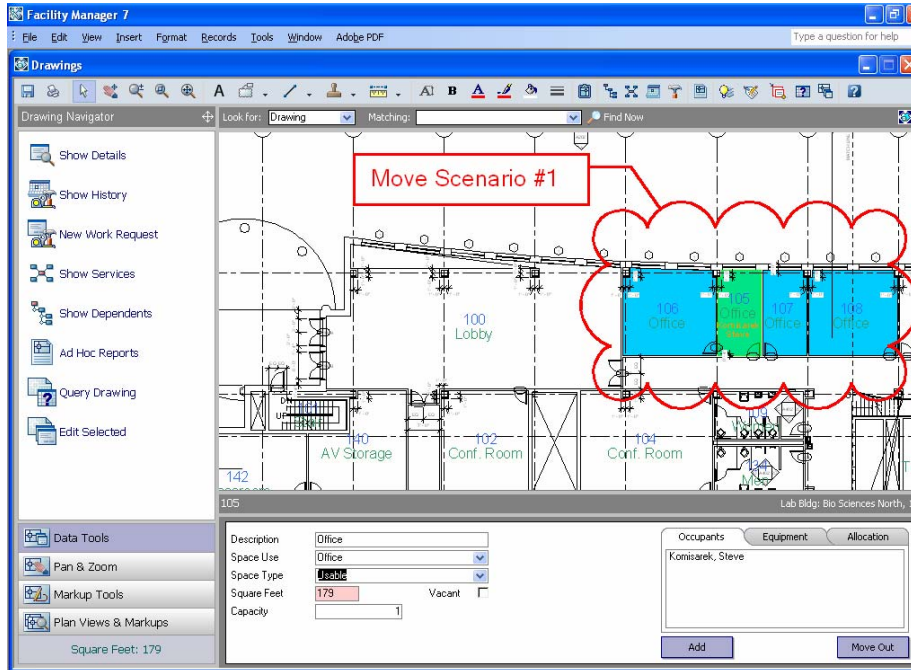 Facility Manager 7
File Edit View Insert Format Records Tools Window Adobe PDF
Type a question for help
Drawings
Drawing Navigator
Look for: Drawing Matching: Find Now
Show Details
Show History
New Work Request
Show Services
Show Dependents
Ad Hoc Reports
Query Drawing
Edit Selected
Move Scenario #1
106
Office
105
Office
107
Office
108
Office
100
Lobby
UP
140
AV Storage
102
Conf. Room
104
Conf. Room
142
134
Men
105
Lab Bldg: Bio Sciences North, 1
Data Tools
Pan & Zoom
Markup Tools
Plan Views & Markups
Square Feet: 179
Description Office
Space Use Office
Space Type Usable
Square Feet 179 Vacant
Capacity 1
Occupants Equipment Allocation
Komisarek, Steve
Add Move Out